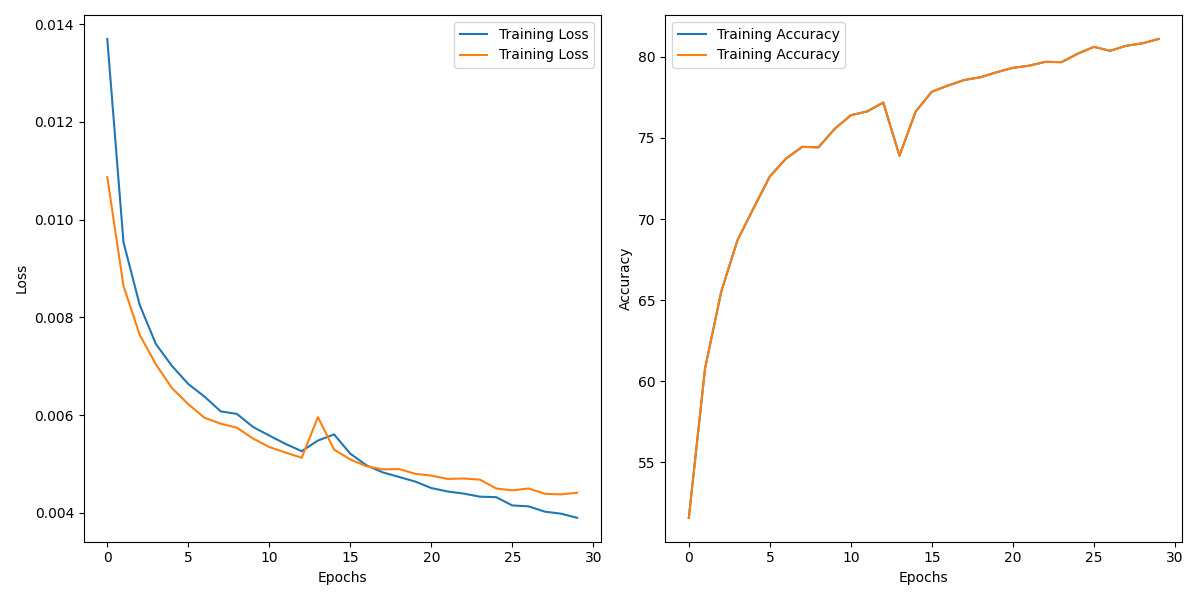 Training Loss
Training Loss
0.014
0.012
0.010
0.008
0.006
0.004
Loss
0 5 10 15 20 25 30
Epochs
Training Accuracy
Training Accuracy
80
75
70
65
60
55
Accuracy
0 5 10 15 20 25 30
Epochs